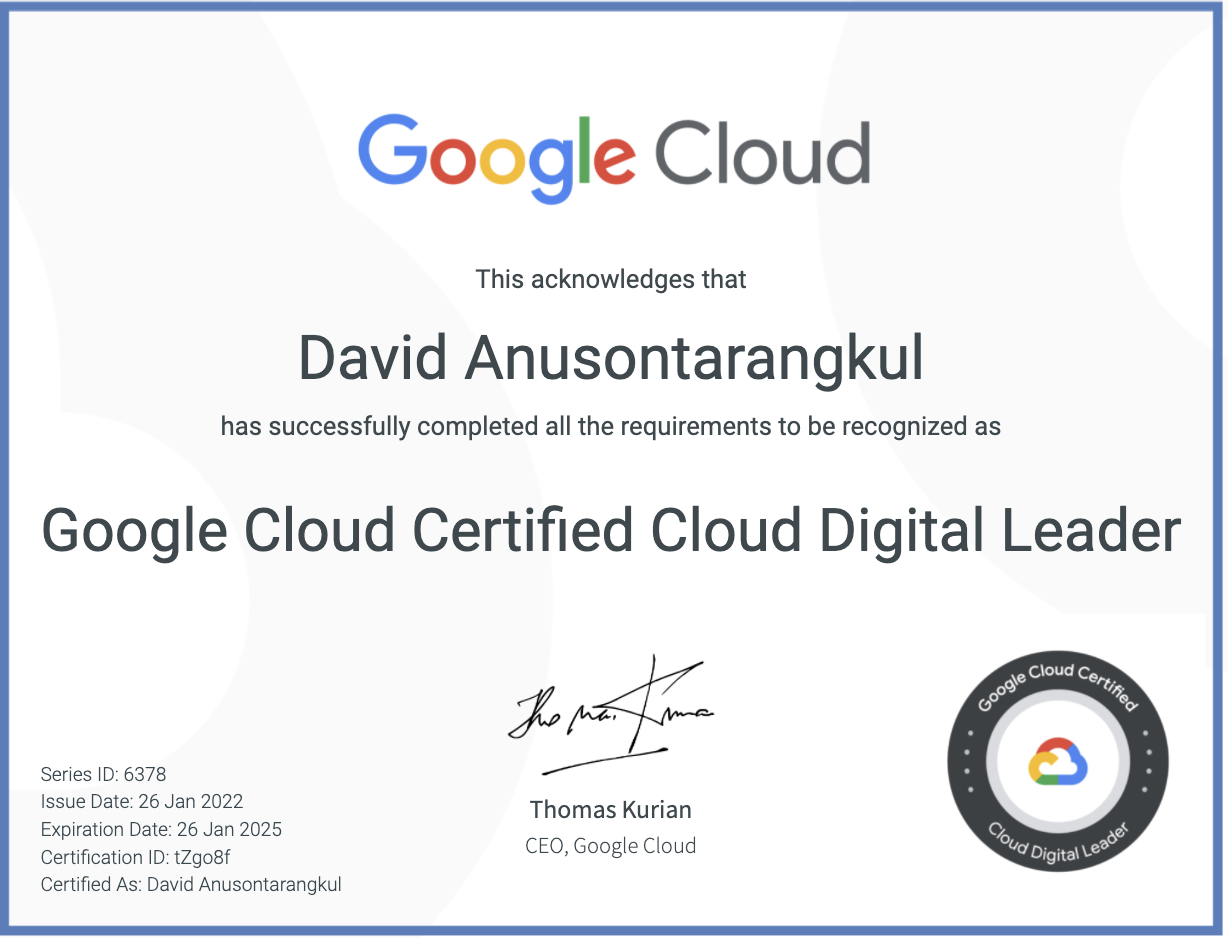 Google Cloud
This acknowledges that
David Anusontarangkul
has successfully completed all the requirements to be recognized as
Google Cloud Certified Cloud Digital Leader
Thomas Kurian
Thomas Kurian
CEO, Google Cloud
Series ID: 6378
Issue Date: 26 Jan 2022
Expiration Date: 26 Jan 2025
Certification ID: tZgo8f
Certified As: David Anusontarangkul
Google Cloud Certified
Cloud Digital Leader